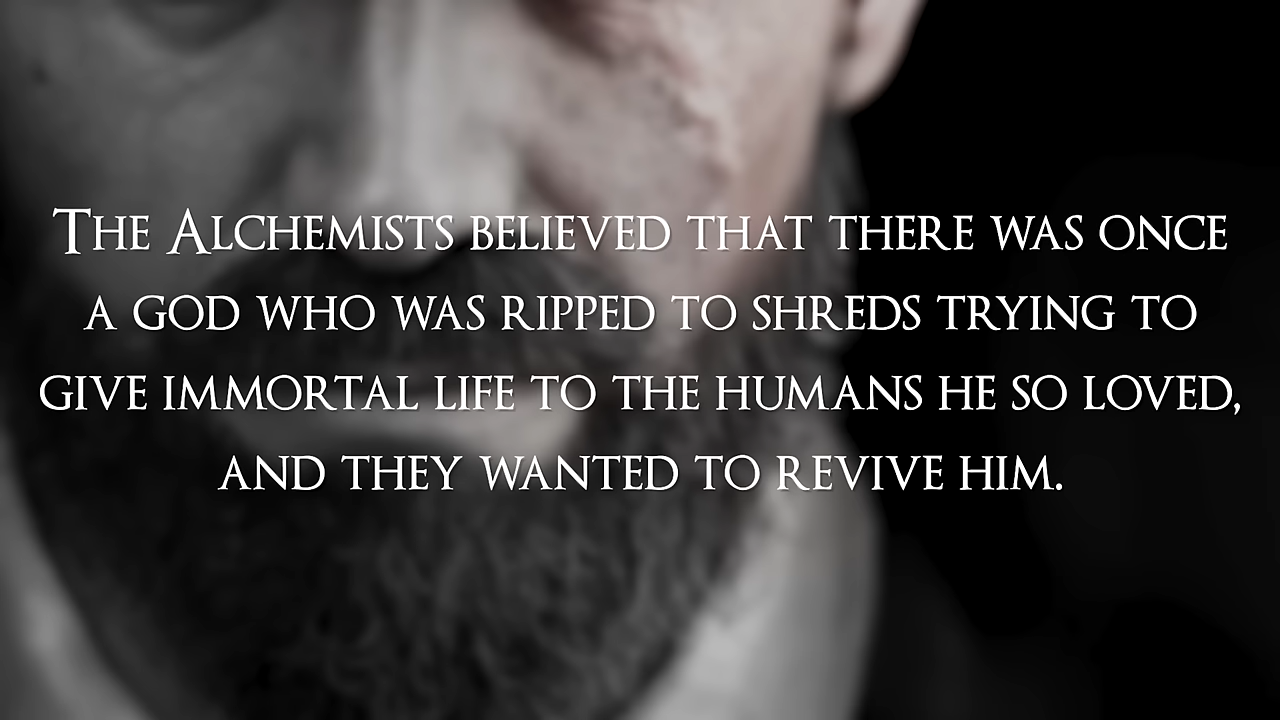 The Alchemists believed that there was once
a god who was ripped to shreds trying to
give immortal life to the humans he so loved,
and they wanted to revive him.